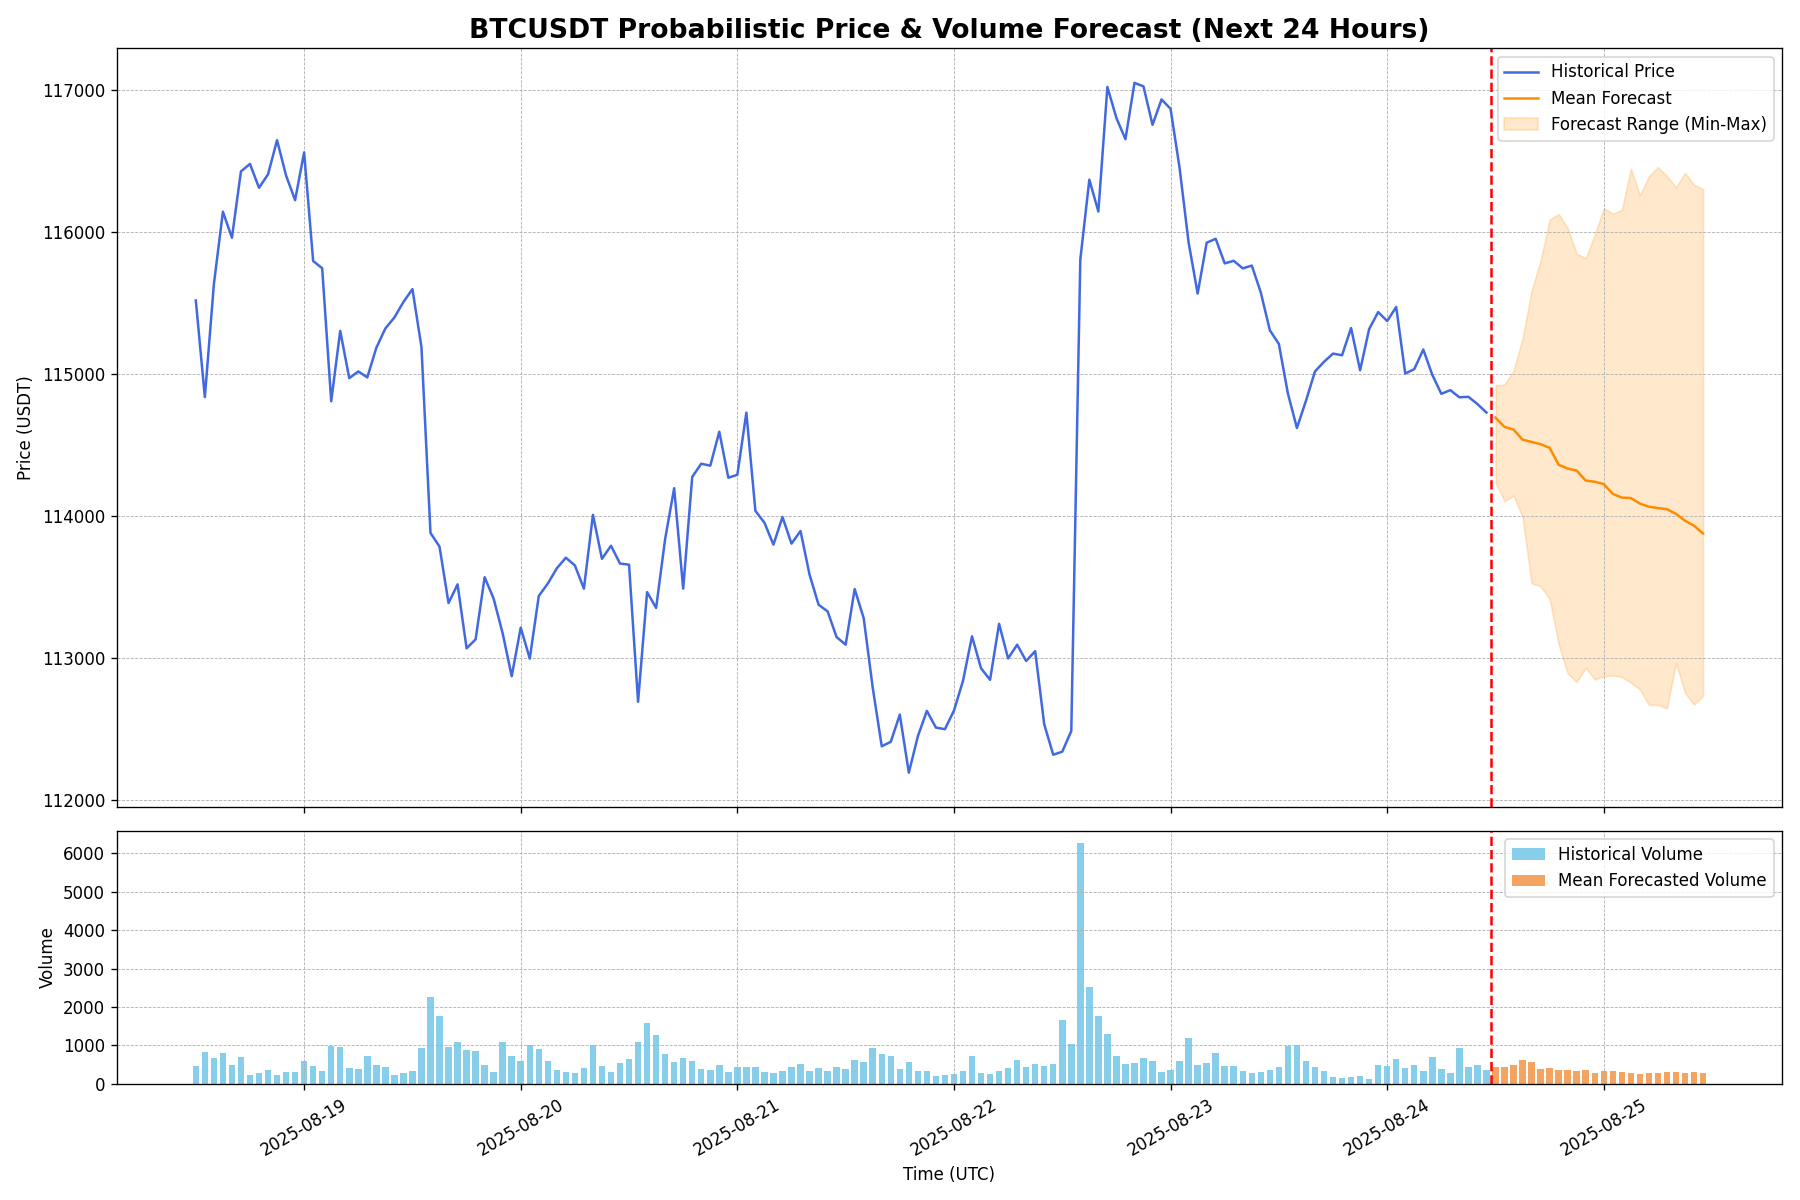 BTCUSDT Probabilistic Price & Volume Forecast (Next 24 Hours)
Price (USDT)
117000
116000
115000
114000
113000
112000
Historical Price
Mean Forecast
Forecast Range (Min-Max)
Volume
6000
5000
4000
3000
2000
1000
0
Historical Volume
Mean Forecasted Volume
2025-08-19
2025-08-20
2025-08-21
2025-08-22
2025-08-23
2025-08-24
2025-08-25
Time (UTC)